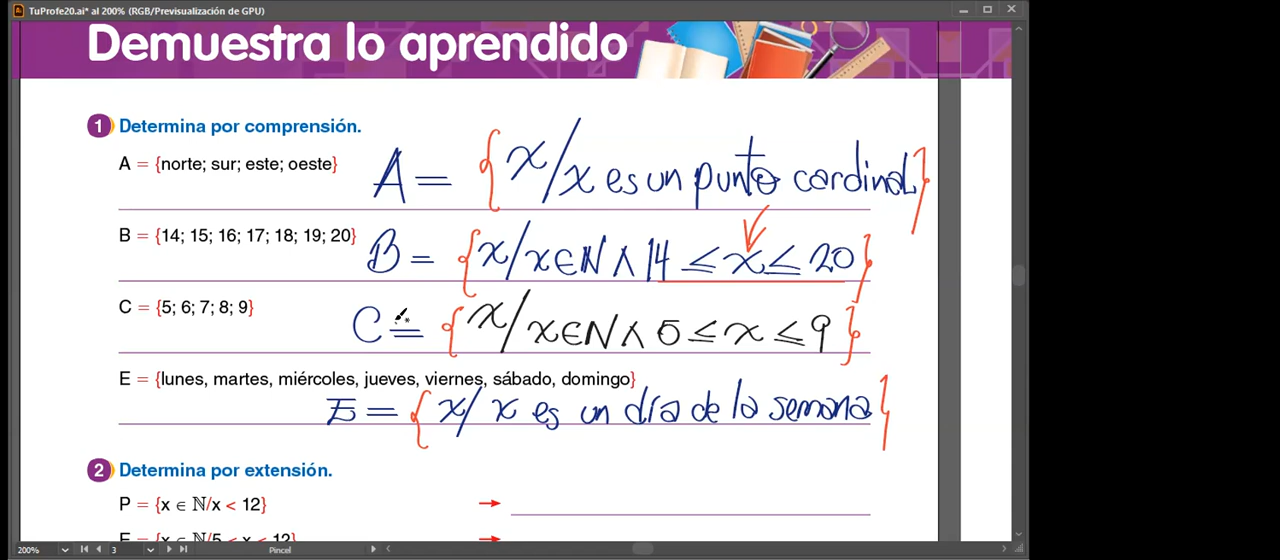 TuProfe20.ai* al 200% (RGB/Previsualización de GPU)
Demuestra lo aprendido
1 Determina por comprensión.
A = {norte; sur; este; oeste} A = {x/x es un punto cardinal}
B = {14; 15; 16; 17; 18; 19; 20} B = {x/x∈N ∧ 14 ≤ x ≤ 20}
C = {5; 6; 7; 8; 9} C = {x/x∈N ∧ 5 ≤ x ≤ 9}
E = {lunes, martes, miércoles, jueves, viernes, sábado, domingo}
E = {x/x es un día de la semana}
2 Determina por extensión.
P = {x ∈ ℕ/x < 12} →
F = {x ∈ ℕ/5 < x < 12} →
200% 3 Pincel